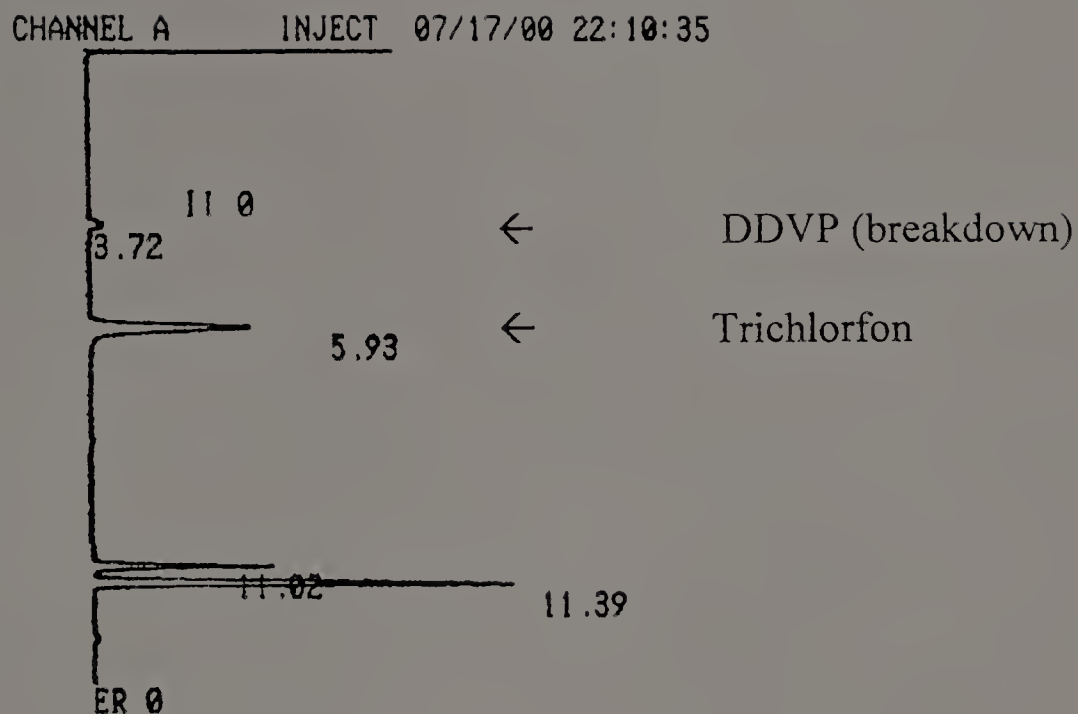 CHANNEL A INJECT 07/17/00 22:10:35
II 0
3.72 ← DDVP (breakdown)
5.93 ← Trichlorfon
11.02
11.39
ER 0